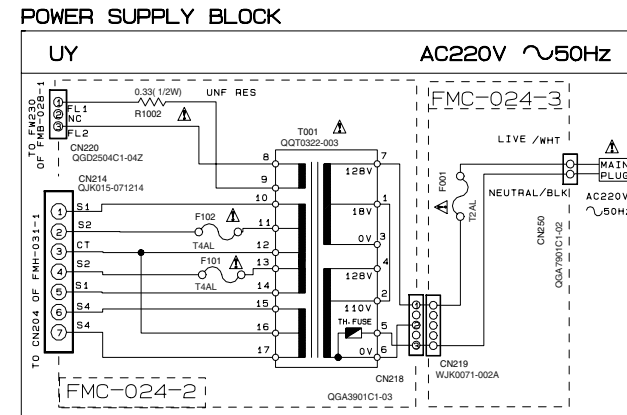 POWER SUPPLY BLOCK
UY
AC220V ∿50Hz
TO FW230
OF FMB-028-1
1
2
3
FL1
NC
FL2
0.33( 1/2W)
R1002
UNF RES
CN220
QGD2504C1-04Z
CN214
QJK015-071214
TO CN204 OF FMH-031-1
1
2
3
4
5
6
7
S1
S2
CT
S2
S1
S4
S4
F102
T4AL
F101
T4AL
8
9
10
11
12
13
14
15
16
17
T001
QQT0322-003
128V
18V
0V
128V
110V
TH.FUSE
0V
7
1
3
4
2
5
6
FMC-024-2
CN218
QGA3901C1-03
1
2
3
CN219
WJK0071-002A
FMC-024-3
F001
T2AL
LIVE /WHT
NEUTRAL/BLK
CN250
QGA7901C1-02
MAIN
PLUG
AC220V
∿50H